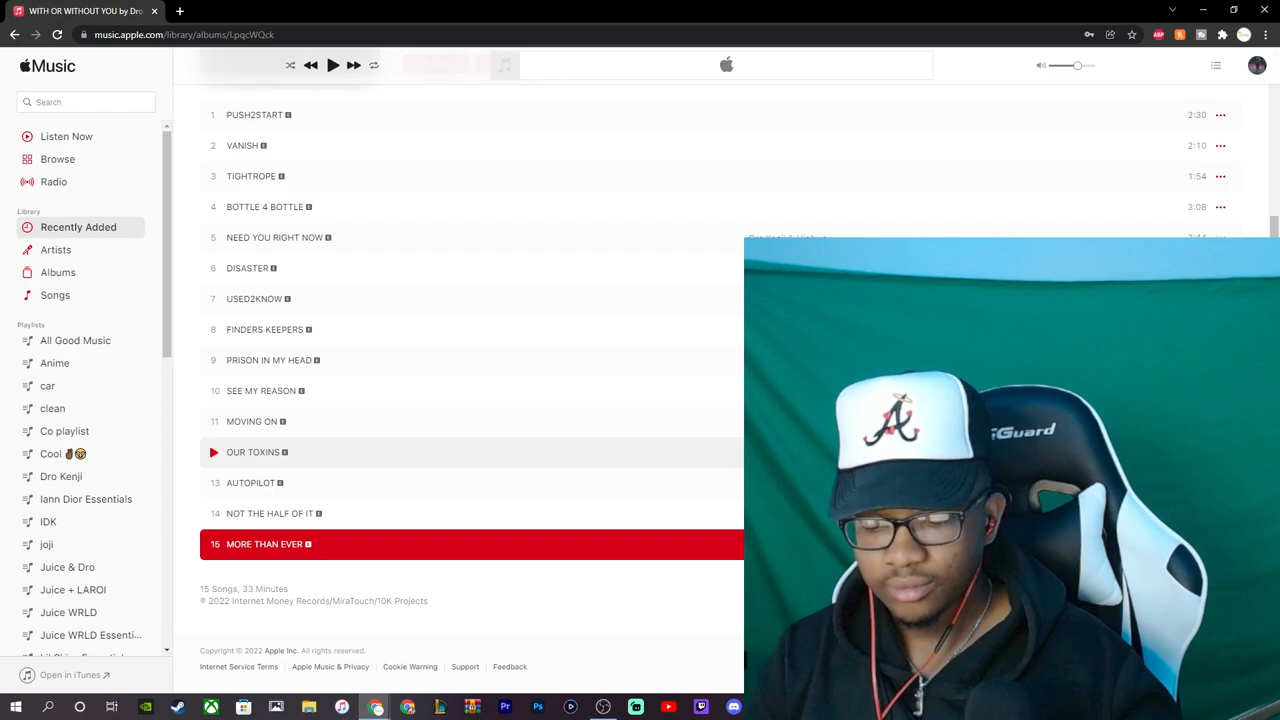 WITH OR WITHOUT YOU by Dro
music.apple.com/library/albums/l.pqcWQck
Music
Search
Listen Now
Browse
Radio
Library
Recently Added
Artists
Albums
Songs
Playlists
All Good Music
Anime
car
clean
Co playlist
Cool ✌🏾🤓
Dro Kenji
Iann Dior Essentials
IDK
joji
Juice & Dro
Juice + LAROI
Juice WRLD
Juice WRLD Essenti...
Open in iTunes ↗
1 PUSH2START E 2:30
2 VANISH E 2:10
3 TIGHTROPE E 1:54
4 BOTTLE 4 BOTTLE E 3:08
5 NEED YOU RIGHT NOW E
6 DISASTER E
7 USED2KNOW E
8 FINDERS KEEPERS E
9 PRISON IN MY HEAD E
10 SEE MY REASON E
11 MOVING ON E
OUR TOXINS E
13 AUTOPILOT E
14 NOT THE HALF OF IT E
15 MORE THAN EVER E
15 Songs, 33 Minutes
℗ 2022 Internet Money Records/MiraTouch/10K Projects
Copyright © 2022 Apple Inc. All rights reserved.
Internet Service Terms Apple Music & Privacy Cookie Warning Support Feedback
A
Guard